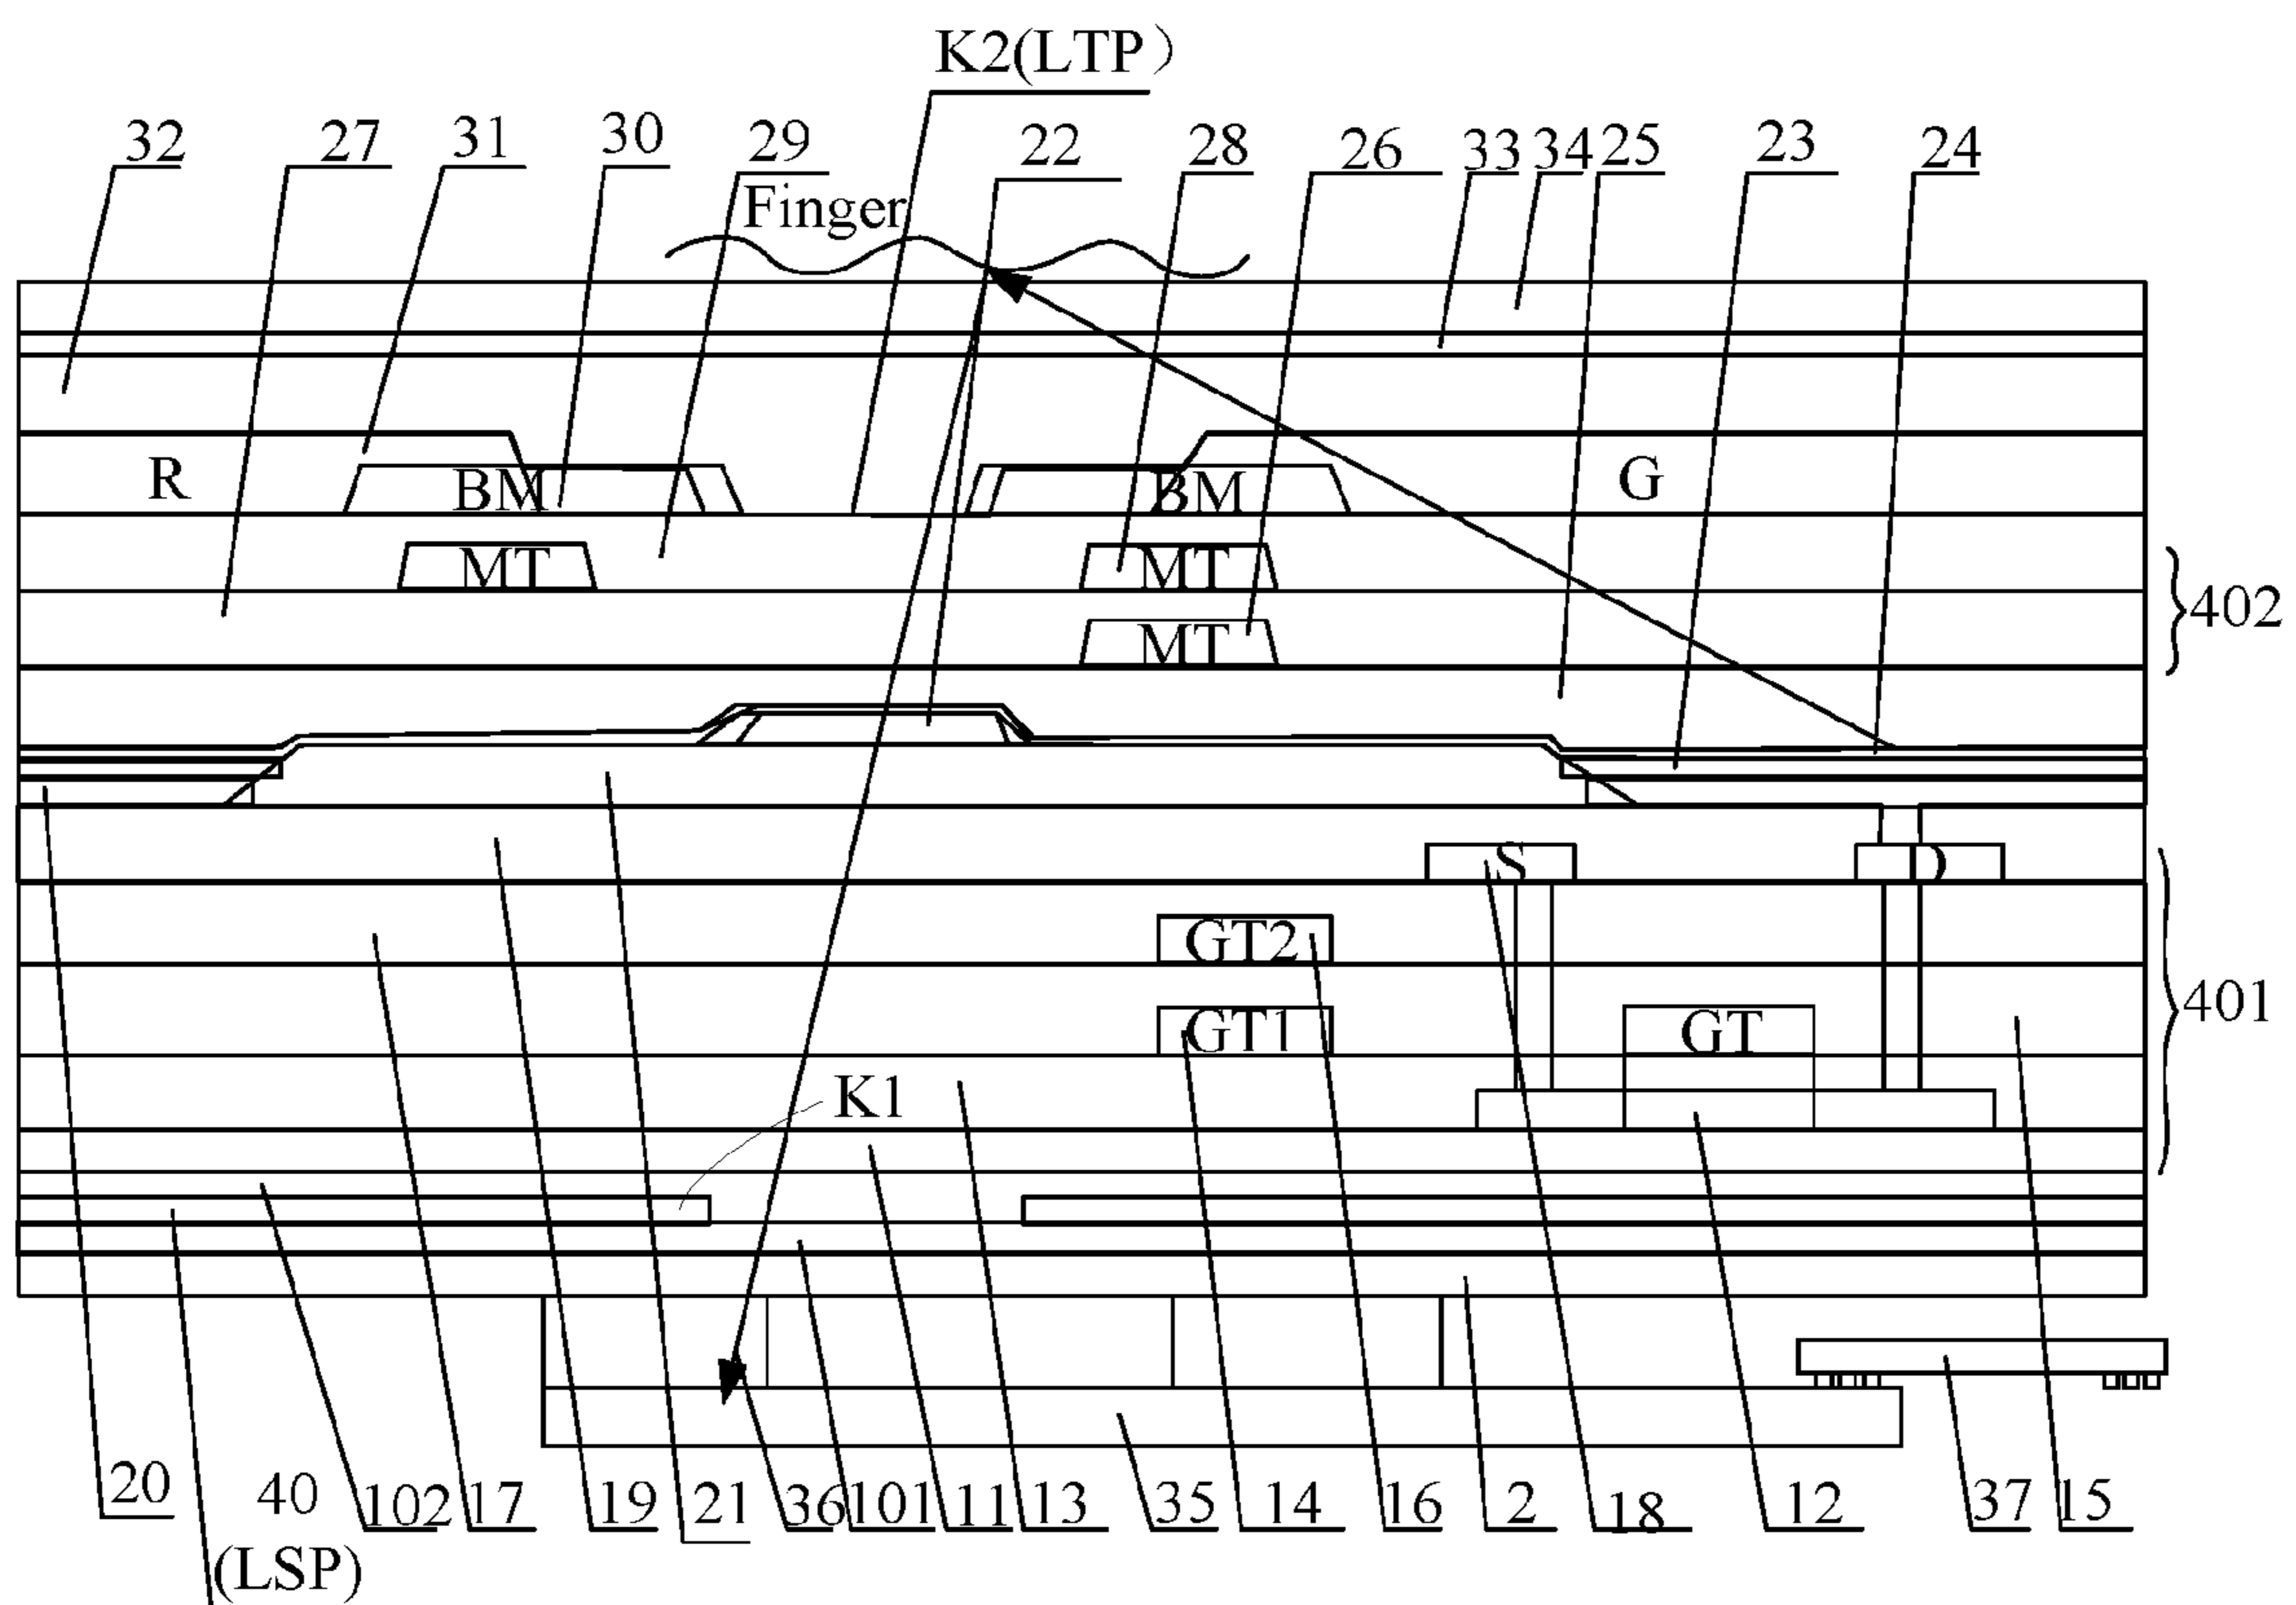 K2(LTP）
32 27 31 30 29 22 28 26 33 34 25 23 24
Finger
R BM BM G
MT MT
402
MT
S D
GT2
401
GT1 GT
K1
20 40 102 17 19 21 36 101 11 13 35 14 16 2 18 12 37 15
(LSP)